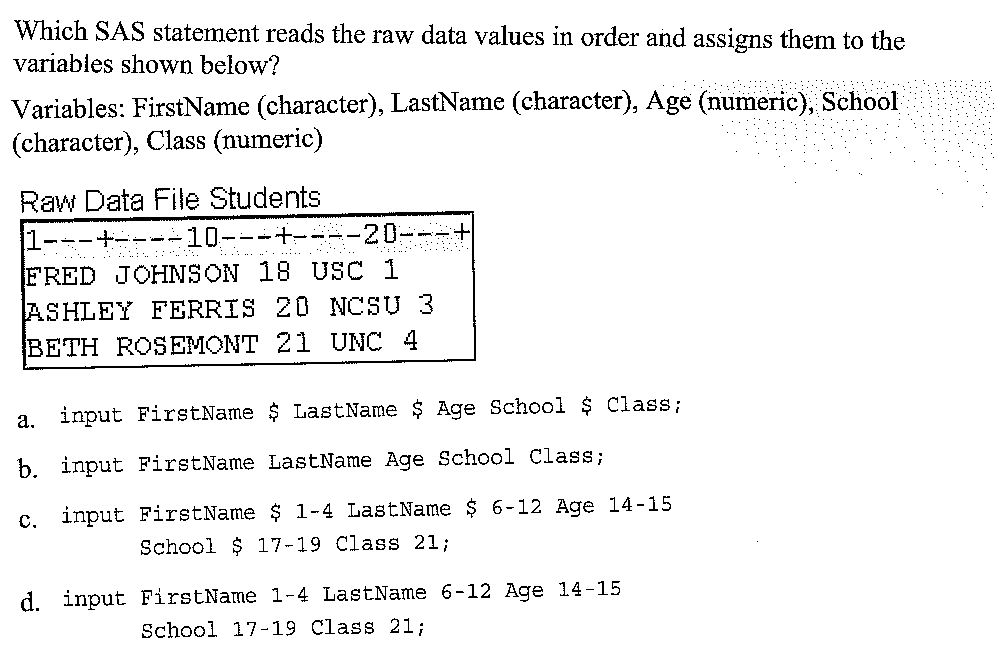 Which SAS statement reads the raw data values in order and assigns them to the
variables shown below?
Variables: FirstName (character), LastName (character), Age (numeric), School
(character), Class (numeric)
Raw Data File Students
1---+----10---+----20---+
FRED JOHNSON 18 USC 1
ASHLEY FERRIS 20 NCSU 3
BETH ROSEMONT 21 UNC 4
a. input FirstName $ LastName $ Age School $ Class;
b. input FirstName LastName Age School Class;
c. input FirstName $ 1-4 LastName $ 6-12 Age 14-15
School $ 17-19 Class 21;
d. input FirstName 1-4 LastName 6-12 Age 14-15
School 17-19 Class 21;